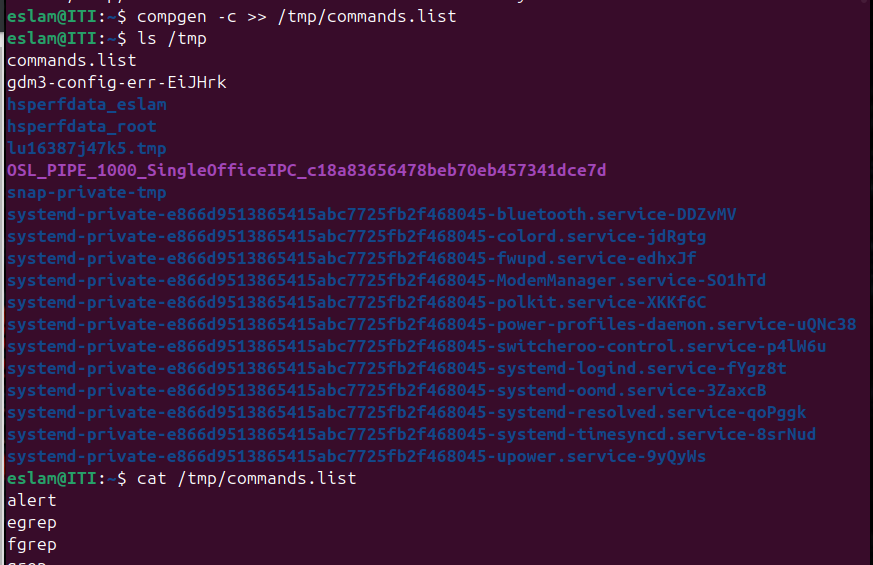 eslam@ITI:~$ compgen -c >> /tmp/commands.list
eslam@ITI:~$ ls /tmp
commands.list
gdm3-config-err-EiJHrk
hsperfdata_eslam
hsperfdata_root
lu16387j47k5.tmp
OSL_PIPE_1000_SingleOfficeIPC_c18a83656478beb70eb457341dce7d
snap-private-tmp
systemd-private-e866d9513865415abc7725fb2f468045-bluetooth.service-DDZvMV
systemd-private-e866d9513865415abc7725fb2f468045-colord.service-jdRgtg
systemd-private-e866d9513865415abc7725fb2f468045-fwupd.service-edhxJf
systemd-private-e866d9513865415abc7725fb2f468045-ModemManager.service-SO1hTd
systemd-private-e866d9513865415abc7725fb2f468045-polkit.service-XKKf6C
systemd-private-e866d9513865415abc7725fb2f468045-power-profiles-daemon.service-uQNc38
systemd-private-e866d9513865415abc7725fb2f468045-switcheroo-control.service-p4lW6u
systemd-private-e866d9513865415abc7725fb2f468045-systemd-logind.service-fYgz8t
systemd-private-e866d9513865415abc7725fb2f468045-systemd-oomd.service-3ZaxcB
systemd-private-e866d9513865415abc7725fb2f468045-systemd-resolved.service-qoPggk
systemd-private-e866d9513865415abc7725fb2f468045-systemd-timesyncd.service-8srNud
systemd-private-e866d9513865415abc7725fb2f468045-upower.service-9yQyWs
eslam@ITI:~$ cat /tmp/commands.list
alert
egrep
fgrep